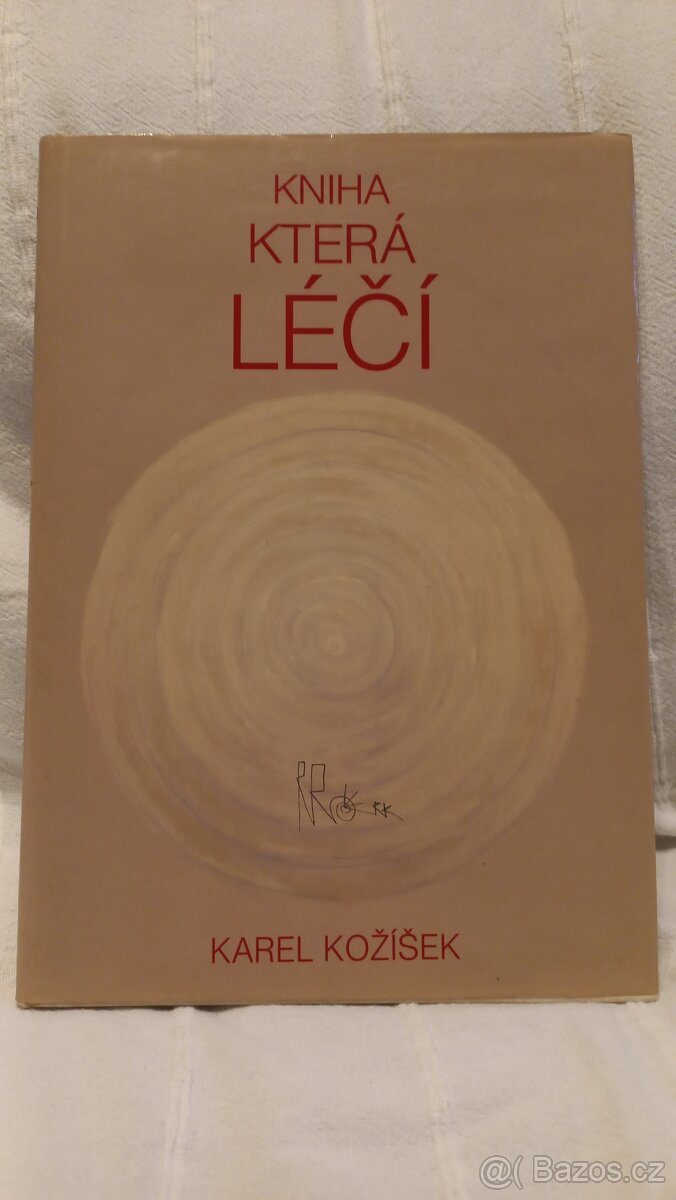 KNIHA
KTERÁ
LÉČÍ
KAREL KOŽÍŠEK
@( Bazos.cz